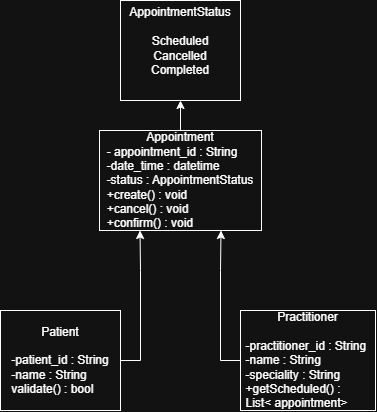 AppointmentStatus
Scheduled
Cancelled
Completed
Appointment
- appointment_id : String
-date_time : datetime
-status : AppointmentStatus
+create() : void
+cancel() : void
+confirm() : void
Patient
-patient_id : String
-name : String
validate() : bool
Practitioner
-practitioner_id : String
-name : String
-speciality : String
+getScheduled() :
List< appointment>